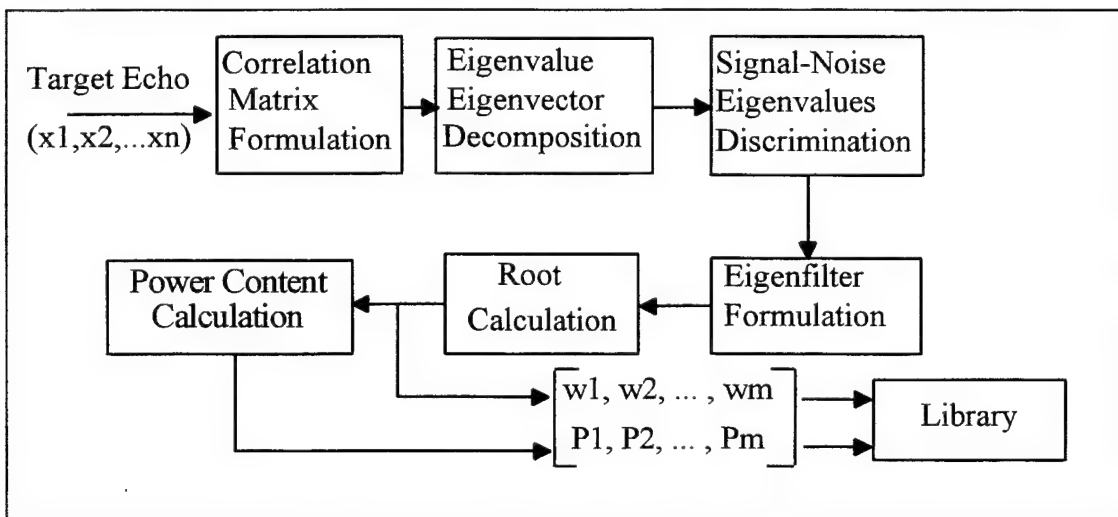 Target Echo
(x1,x2,...xn)
Correlation
Matrix
Formulation
Eigenvalue
Eigenvector
Decomposition
Signal-Noise
Eigenvalues
Discrimination
Power Content
Calculation
Root
Calculation
Eigenfilter
Formulation
w1, w2, ... , wm
P1, P2, ... , Pm
Library